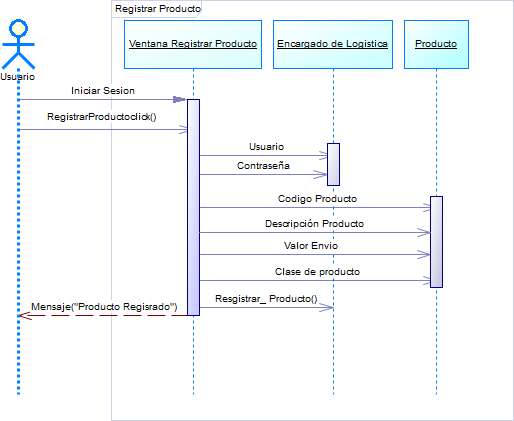 Registrar Producto
Ventana Registrar Producto
Encargado de Logistica
Producto
Usuario
Iniciar Sesion
RegistrarProductoclick()
Usuario
Contraseña
Codigo Producto
Descripción Producto
Valor Envio
Clase de producto
Resgistrar_ Producto()
Mensaje("Producto Regisrado")